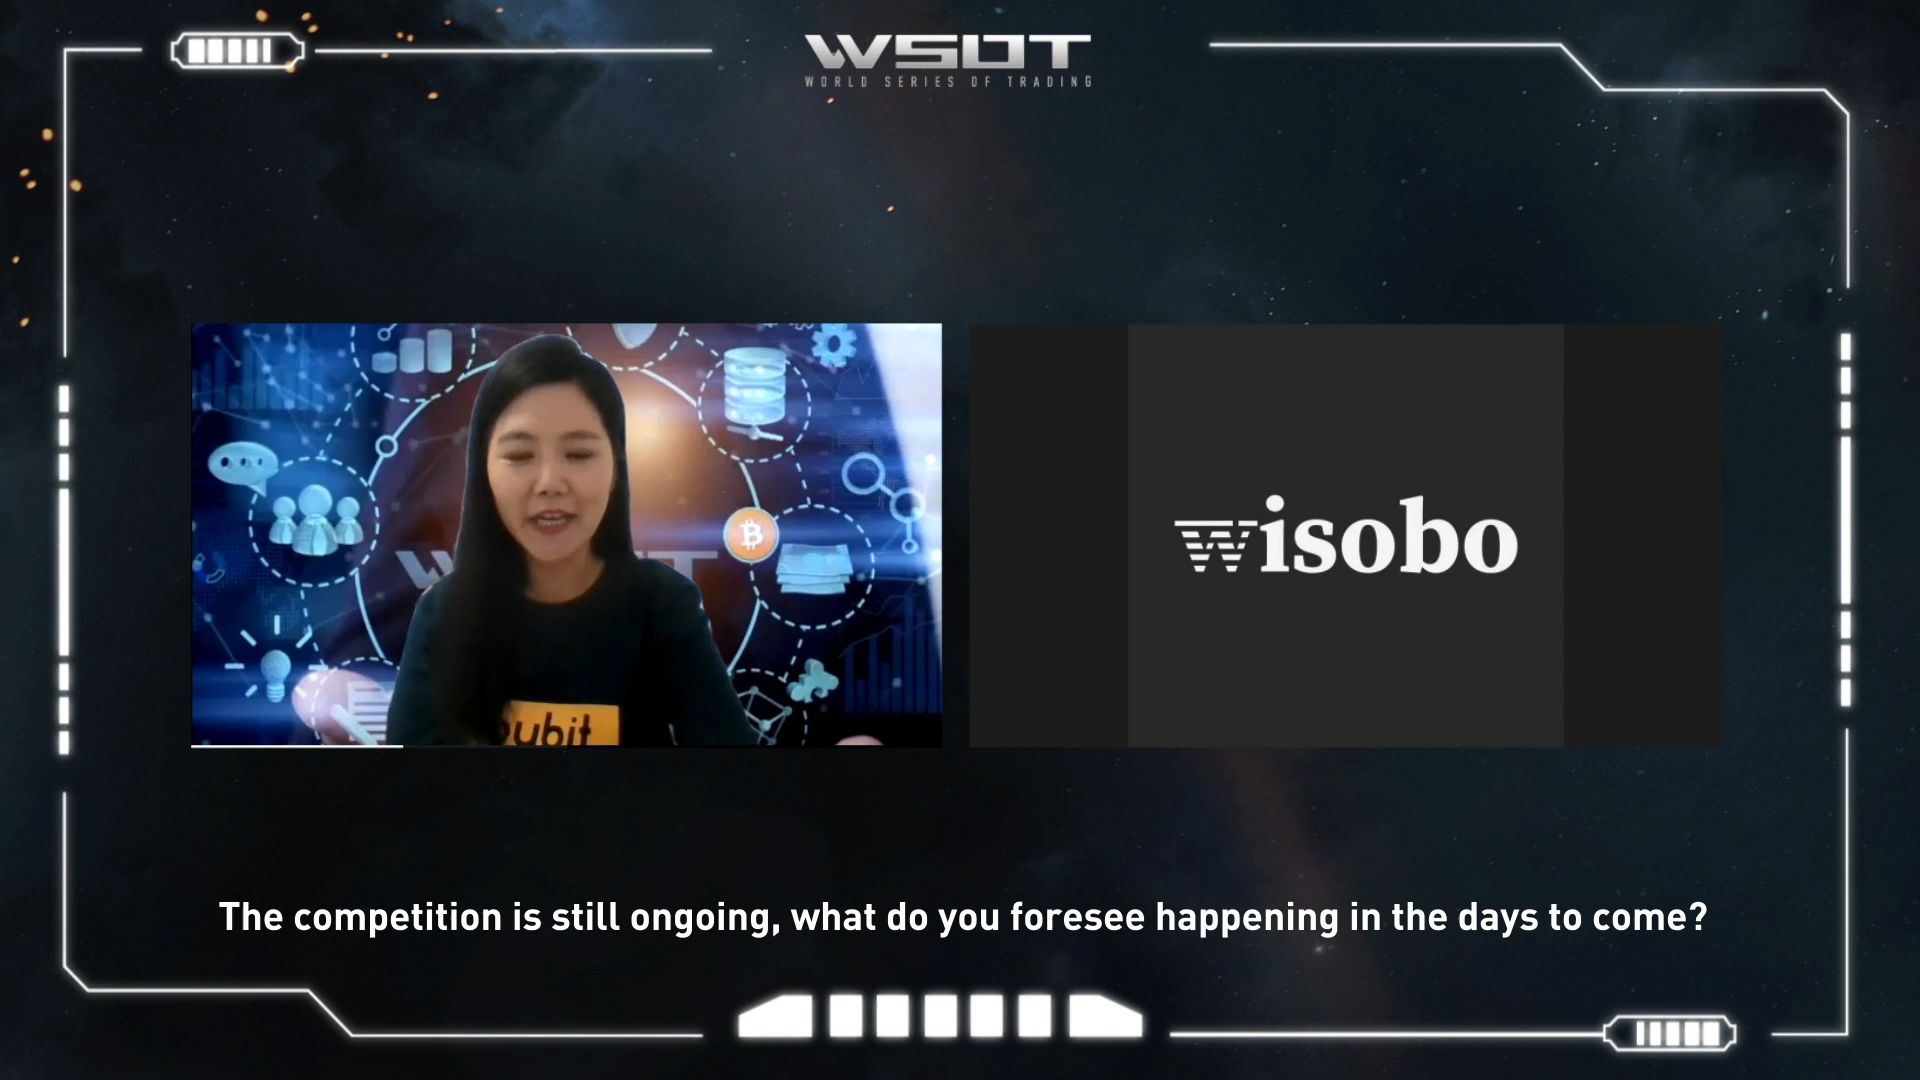 WSOT
WORLD SERIES OF TRADING
bybit
wisobo
The competition is still ongoing, what do you foresee happening in the days to come?